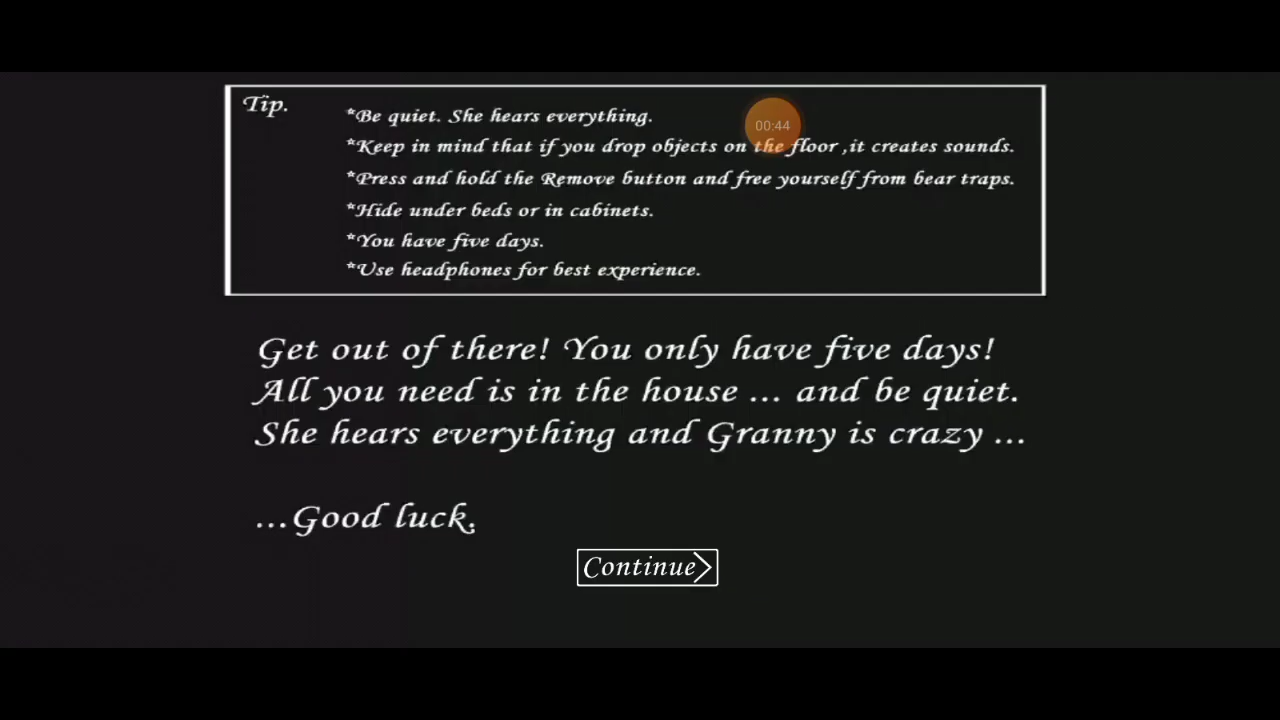 Tip.
*Be quiet. She hears everything.
00:44
*Keep in mind that if you drop objects on the floor ,it creates sounds.
*Press and hold the Remove button and free yourself from bear traps.
*Hide under beds or in cabinets.
*You have five days.
*Use headphones for best experience.
Get out of there! You only have five days!
All you need is in the house ... and be quiet.
She hears everything and Granny is crazy ...
...Good luck.
Continue